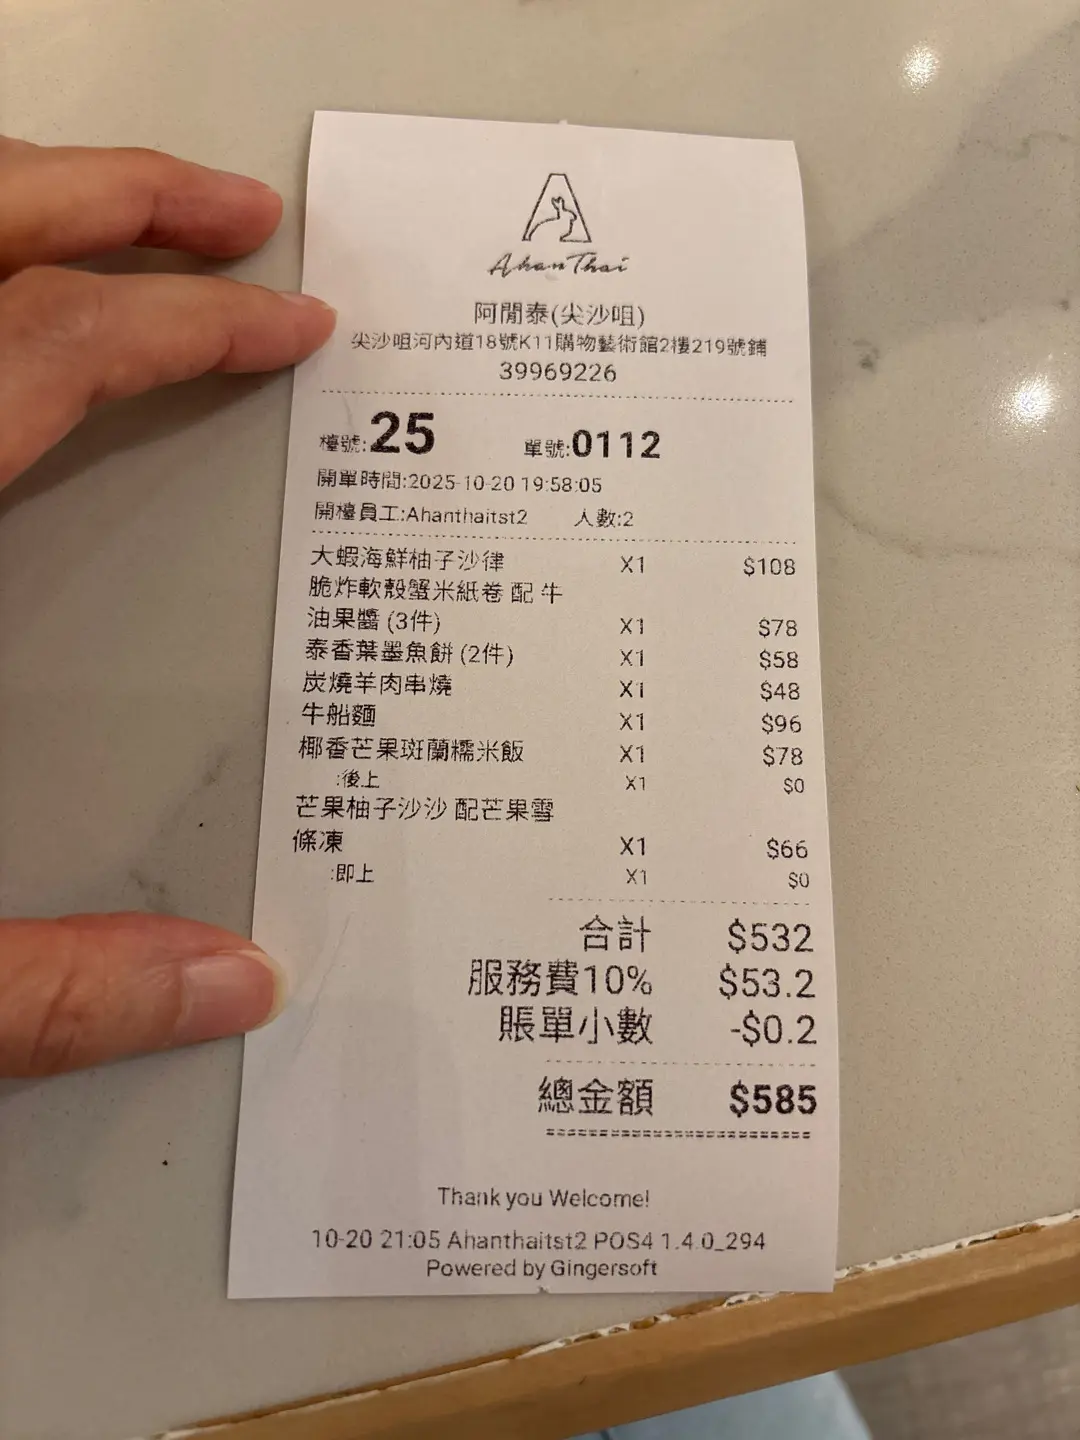 Ahan Thai
阿閒泰(尖沙咀)
尖沙咀河內道18號K11購物藝術館2樓219號鋪
39969226
檯號:25 單號:0112
開單時間:2025-10-20 19:58:05
開檯員工:Ahanthaitst2 人數:2
大蝦海鮮柚子沙律 X1 $108
脆炸軟殼蟹米紙卷 配 牛
油果醬 (3件) X1 $78
泰香葉墨魚餅 (2件) X1 $58
炭燒羊肉串燒 X1 $48
牛船麵 X1 $96
椰香芒果斑蘭糯米飯 X1 $78
:後上 X1 $0
芒果柚子沙沙 配芒果雪
條凍 X1 $66
:即上 X1 $0
合計 $532
服務費10% $53.2
賬單小數 -$0.2
總金額 $585
Thank you Welcome!
10-20 21:05 Ahanthaitst2 POS4 1.4.0_294
Powered by Gingersoft